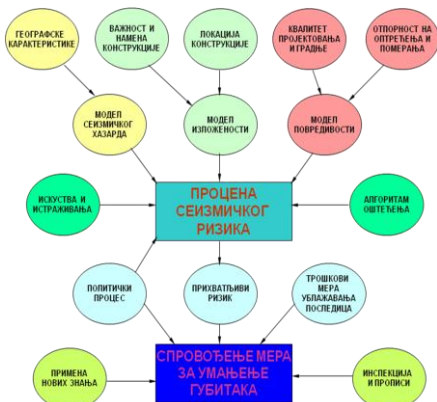 ГЕОГРАФСКЕ
КАРАКТЕРИСТИКЕ
ВАЖНОСТ И
НАМЕНА
КОНСТРУКЦИЈЕ
ЛОКАЦИЈА
КОНСТРУКЦИЈЕ
КВАЛИТЕТ
ПРОЈЕКТОВАЊА
И ГРАДЊЕ
ОТПОРНОСТ НА
ОПТРЕЂЕЊА И
ПОМЕРАЊА
МОДЕЛ
СЕИЗМИЧКОГ
ХАЗАРДА
МОДЕЛ
ИЗЛОЖЕНОСТИ
МОДЕЛ
ПОВРЕДИВОСТИ
ИСКУСТВА И
ИСТРАЖИВАЊА
ПРОЦЕНА
СЕИЗМИЧКОГ
РИЗИКА
АЛГОРИТАМ
ОШТЕЋЕЊА
ПОЛИТИЧКИ
ПРОЦЕС
ПРИХВАТЉИВИ
РИЗИК
ТРОШКОВИ
МЕРА
УБЛАЖАВАЊА
ПОСЛЕДИЦА
ПРИМЕНА
НОВИХ ЗНАЊА
СПРОВОЂЕЊЕ МЕРА
ЗА УМАЊЕЊЕ
ГУБИТАКА
ИНСПЕКЦИЈА
И ПРОПИСИ